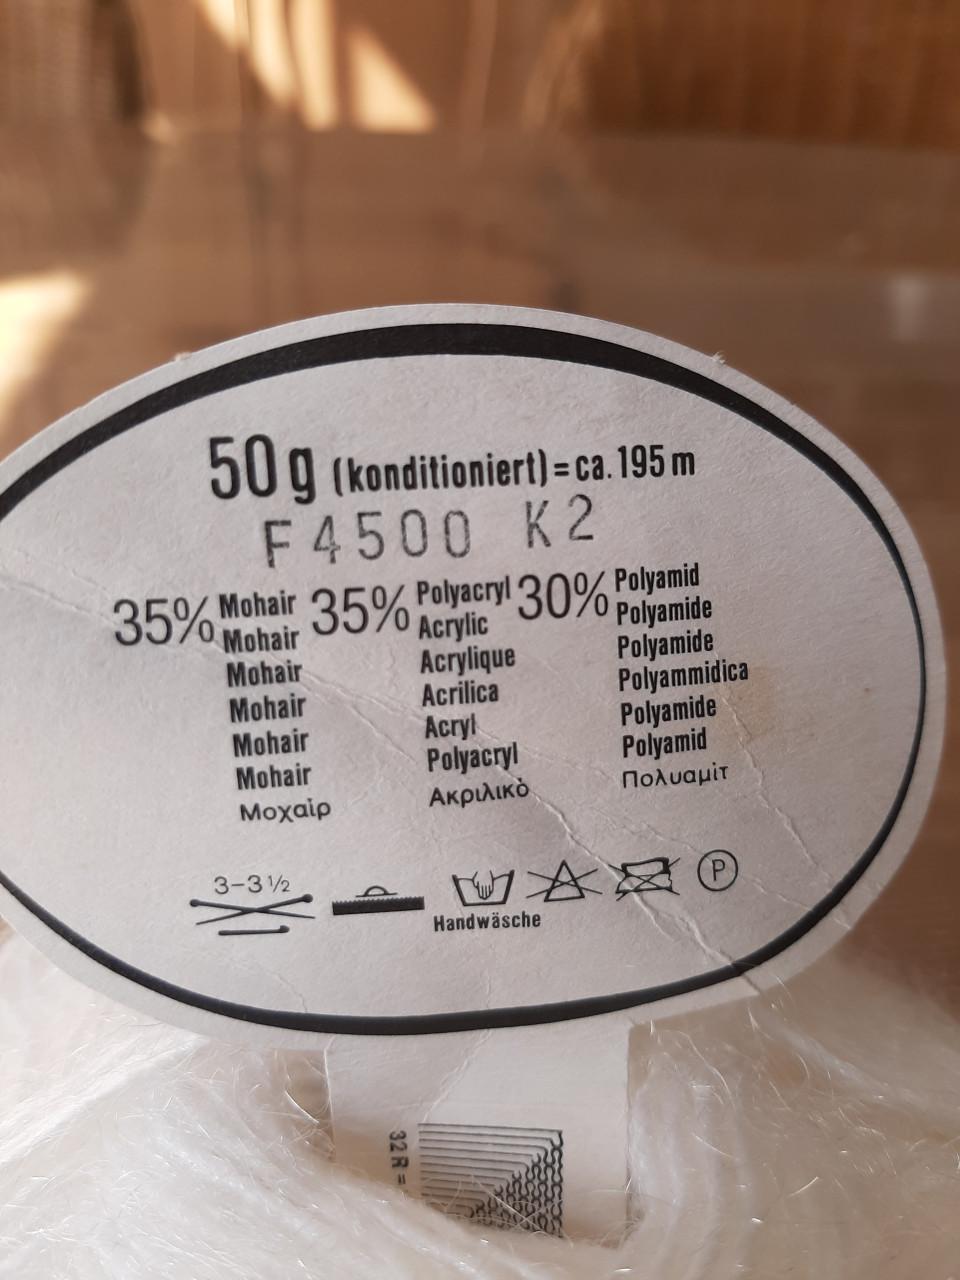 50g (konditioniert) = ca. 195 m
F4500 K2
35% Mohair 35% Polyacryl 30% Polyamid
Mohair Acrylic Polyamide
Mohair Acrylique Polyamide
Mohair Acrilica Polyammidica
Mohair Acryl Polyamide
Mohair Polyacryl Polyamid
Μοχαίρ Ακριλικό Πολυαμίτ
3-3½
P
Handwäsche
32 R =